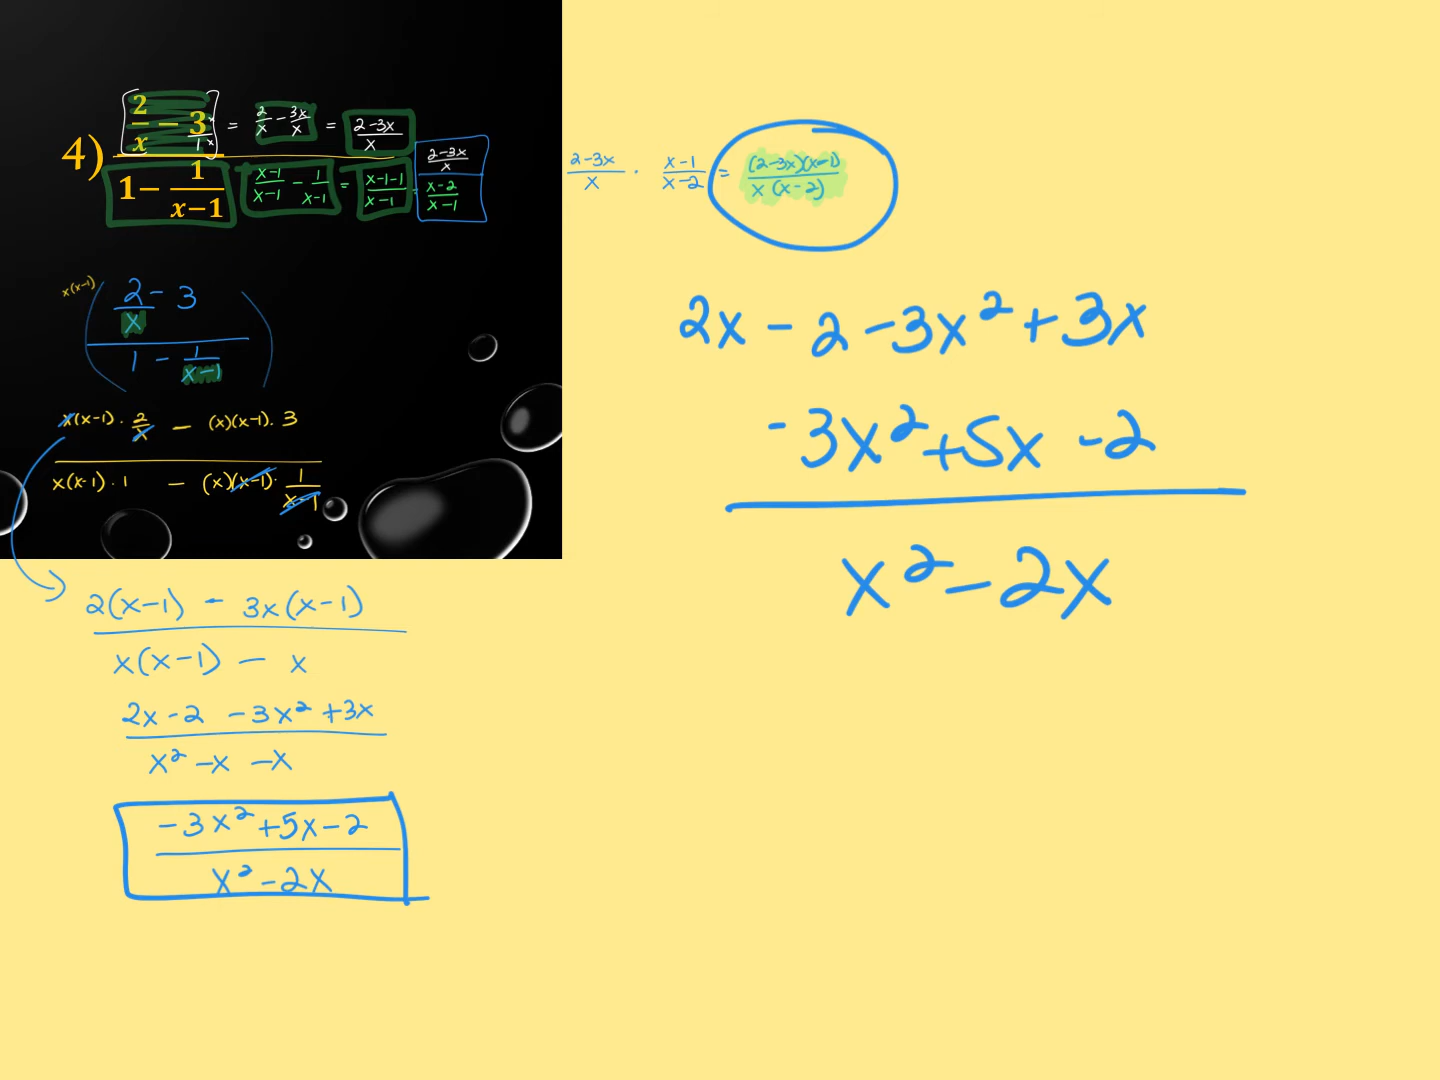 4) (2/x - 3/1)/(1 - 1/(x-1))
x x
= 2/x - 3x/x = (2-3x)/x
(x-1)/(x-1) - 1/(x-1) = (x-1-1)/(x-1) = ((2-3x)/x)/((x-2)/(x-1))
(2-3x)/x · (x-1)/(x-2) = (2-3x)(x-1)/x(x-2)
x(x-1) ((2/x - 3)/(1 - 1/(x-1)))
x(x-1) · 2/x - (x)(x-1) · 3
x(x-1) · 1 - (x)(x-1) · 1/(x-1)
2(x-1) - 3x(x-1)
x(x-1) - x
2x-2 -3x² +3x
x² -x -x
-3x² +5x -2
x² -2x
2x - 2 -3x² +3x
-3x² +5x -2
x² -2x